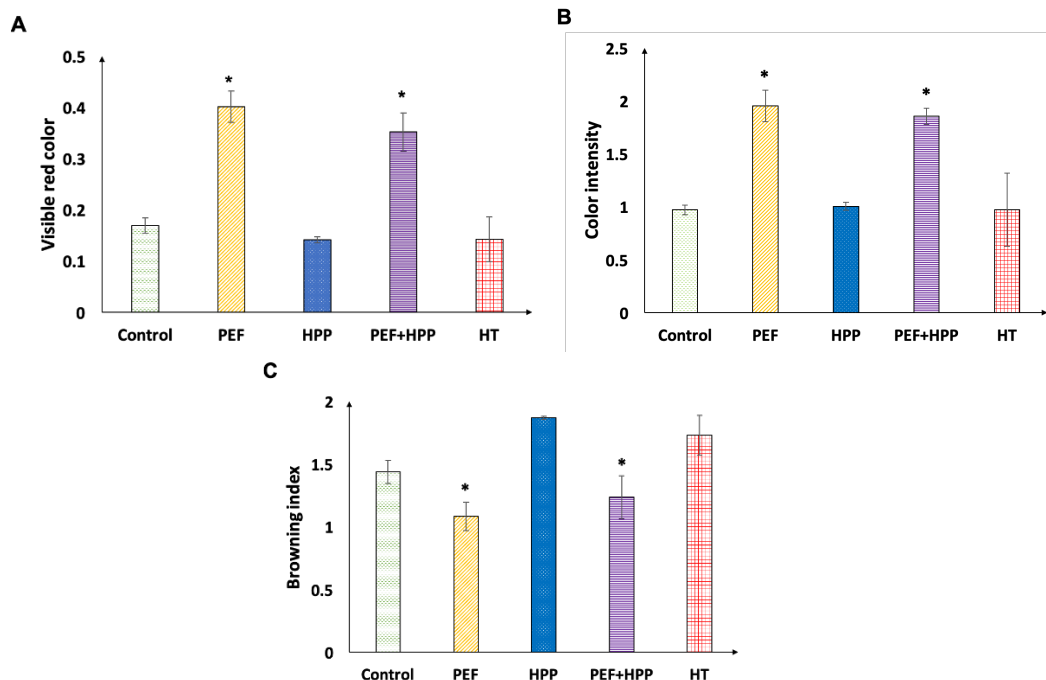 A
Visible red color
0.5
0.4
0.3
0.2
0.1
0
*
*
Control PEF HPP PEF+HPP HT
B
Color intensity
2.5
2
1.5
1
0.5
0
*
*
Control PEF HPP PEF+HPP HT
C
Browning index
2
1.5
1
0.5
0
*
*
Control PEF HPP PEF+HPP HT